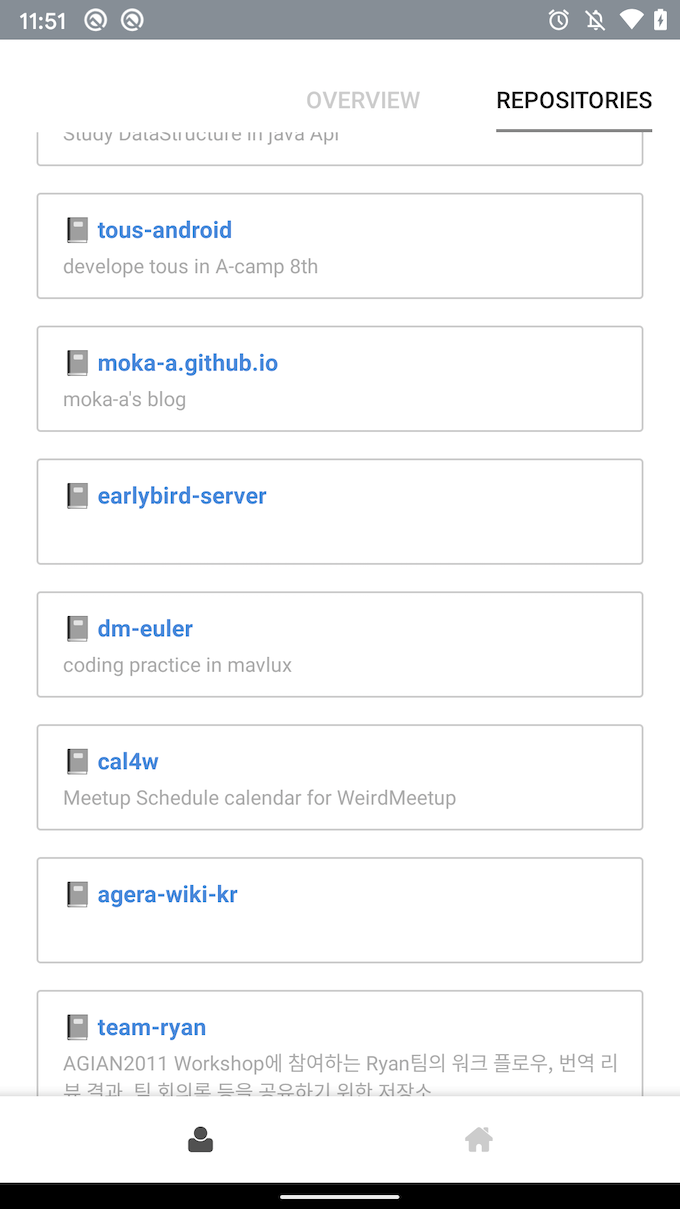 11:51
OVERVIEW
REPOSITORIES
Study DataStructure in java Api
tous-android
develope tous in A-camp 8th
moka-a.github.io
moka-a's blog
earlybird-server
dm-euler
coding practice in mavlux
cal4w
Meetup Schedule calendar for WeirdMeetup
agera-wiki-kr
team-ryan
AGIAN2011 Workshop에 참여하는 Ryan팀의 워크 플로우, 번역 리
뷰 결과, 팀 회의록 등을 공유하기 위한 저장소